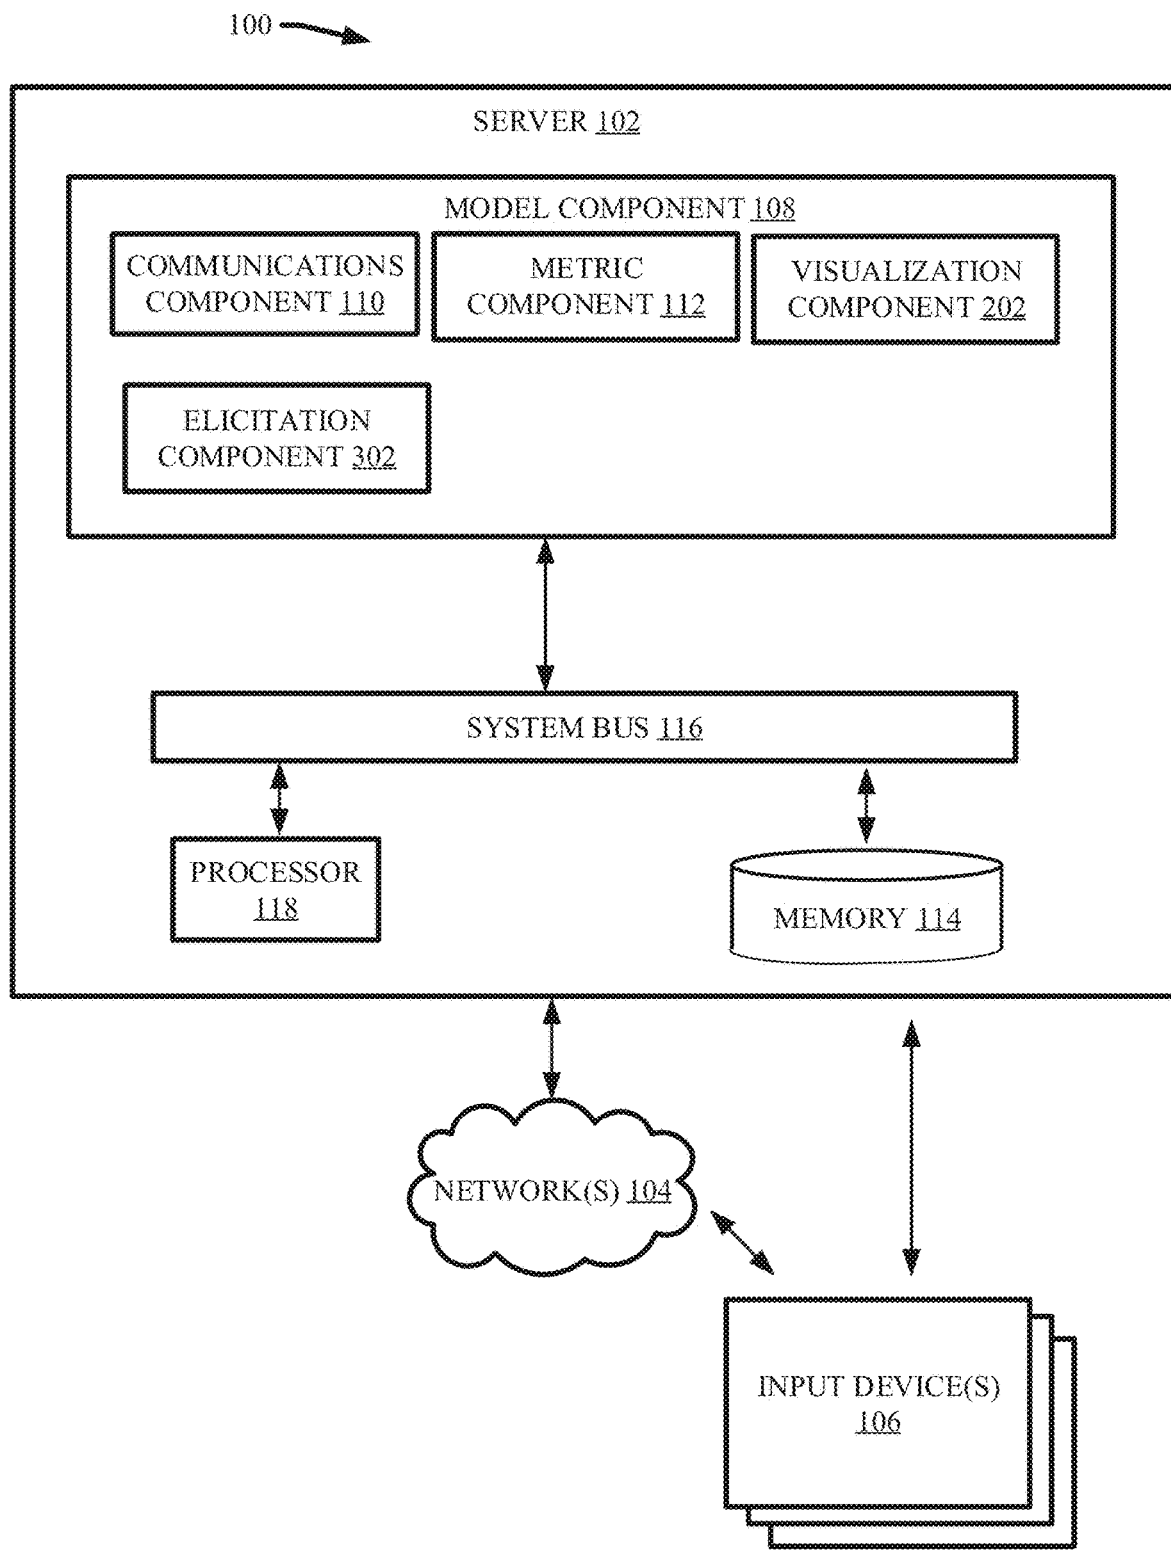 100
SERVER 102
MODEL COMPONENT 108
COMMUNICATIONS
COMPONENT 110
METRIC
COMPONENT 112
VISUALIZATION
COMPONENT 202
ELICITATION
COMPONENT 302
SYSTEM BUS 116
PROCESSOR
118
MEMORY 114
NETWORK(S) 104
INPUT DEVICE(S)
106